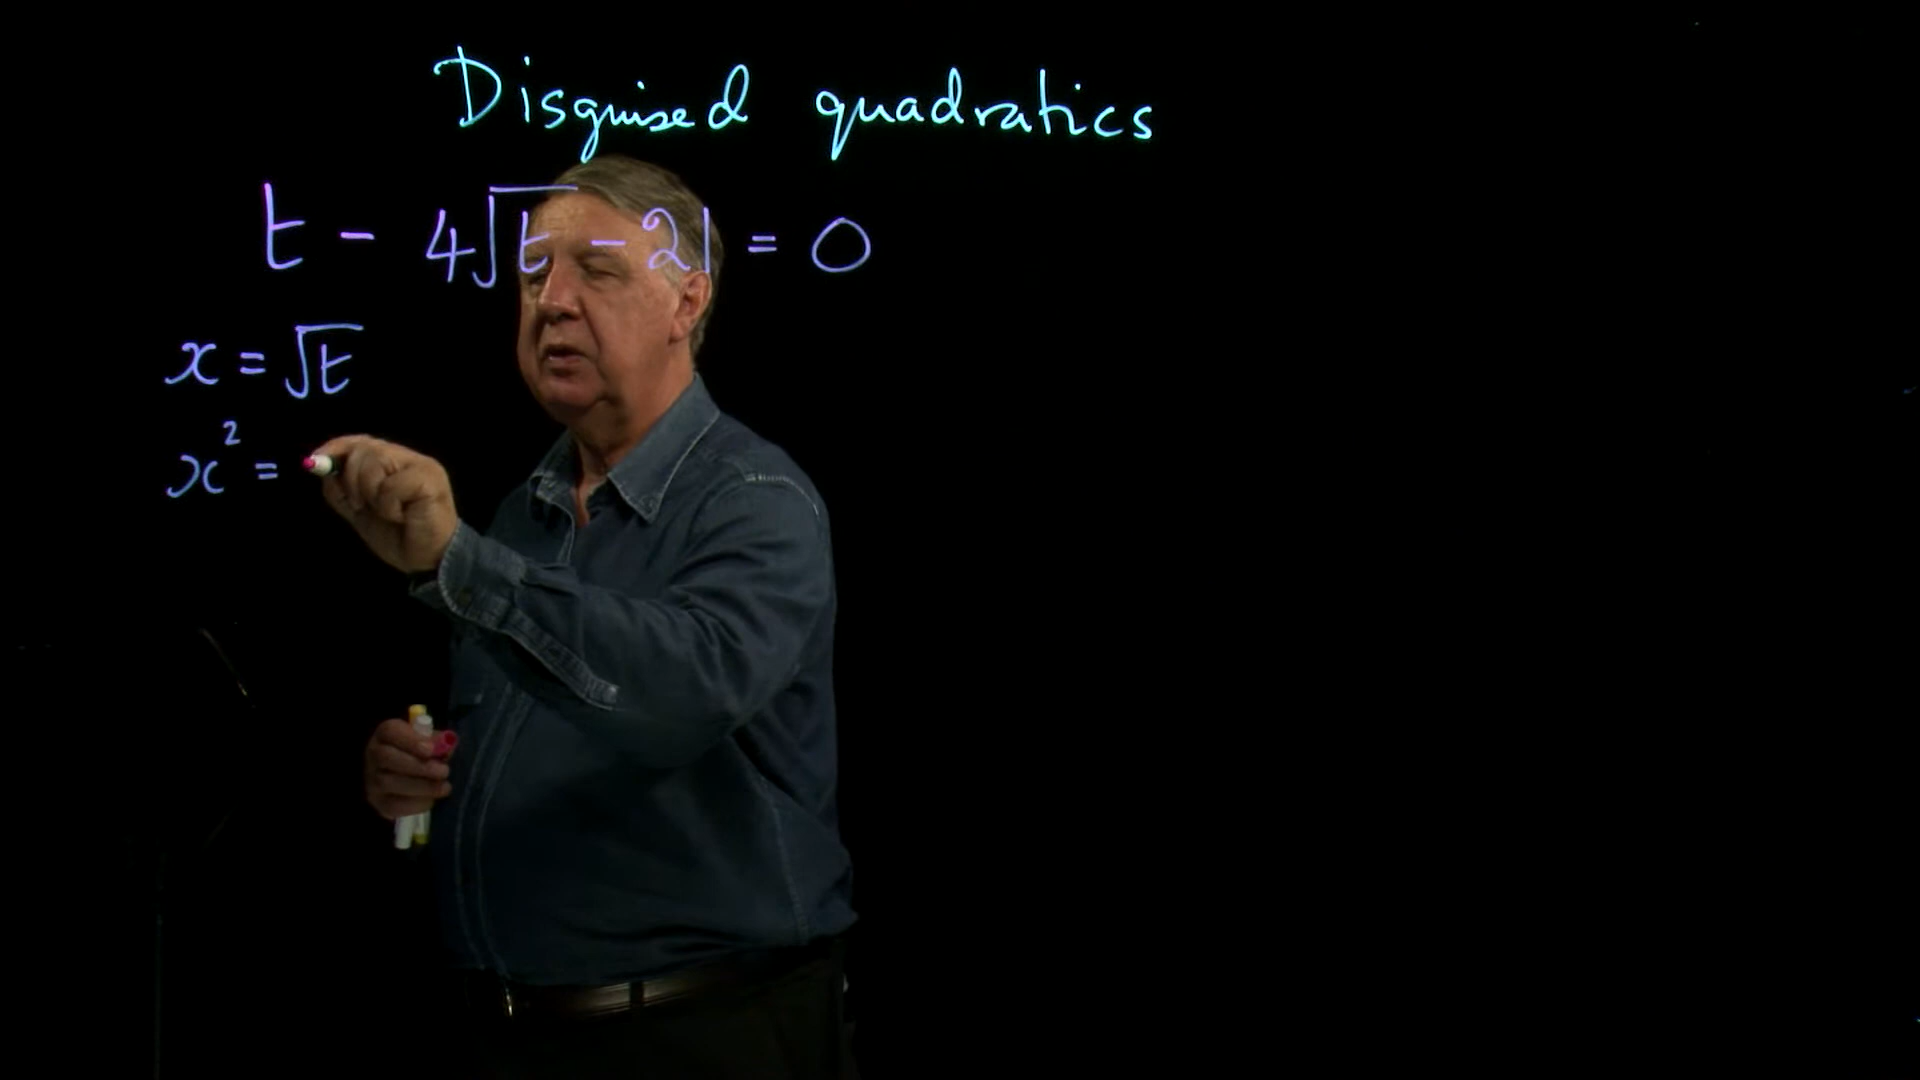 Disguised quadratics
t - 4√t - 21 = 0
x = √t
x² =